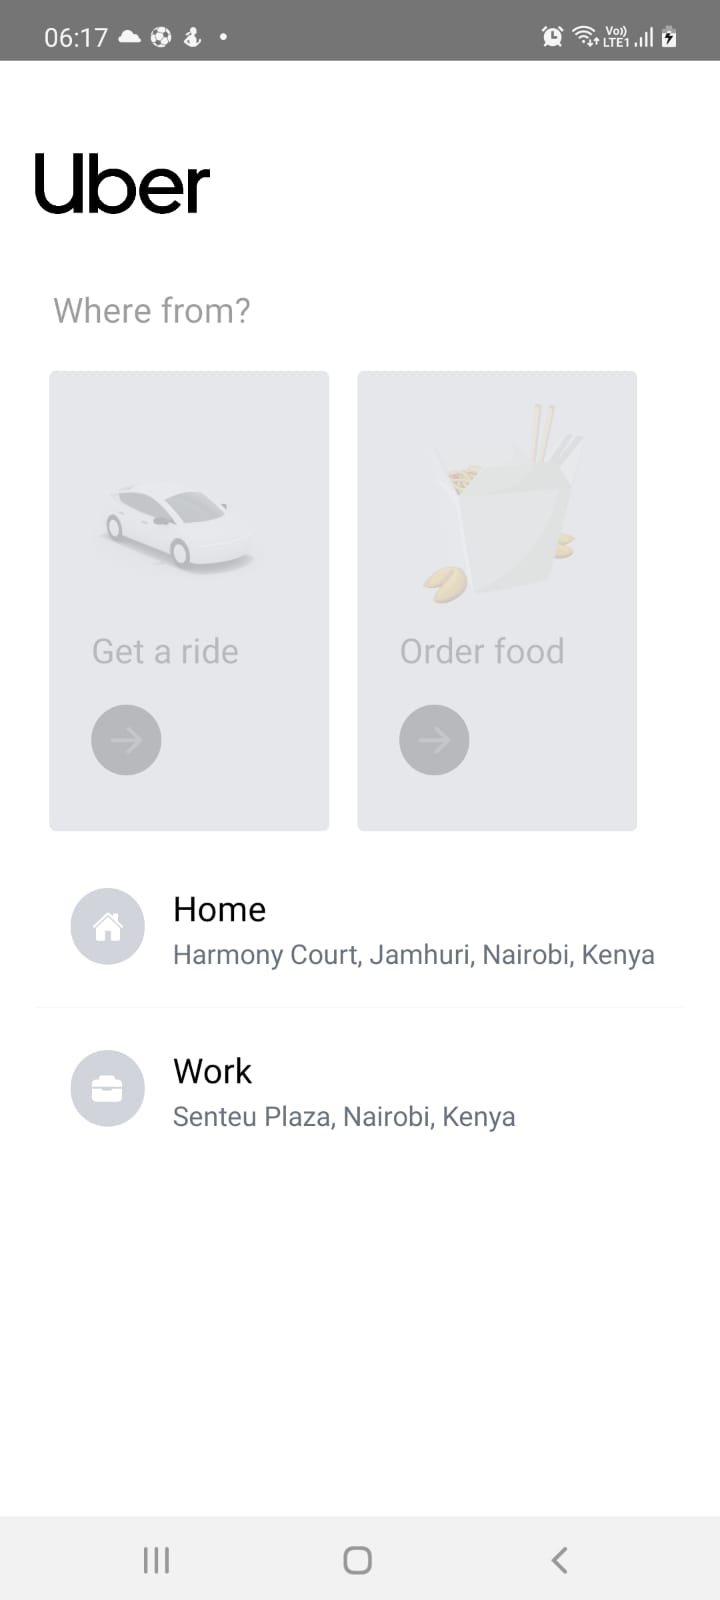 06:17
Vo)) LTE1
Uber
Where from?
Get a ride
Order food
Home
Harmony Court, Jamhuri, Nairobi, Kenya
Work
Senteu Plaza, Nairobi, Kenya